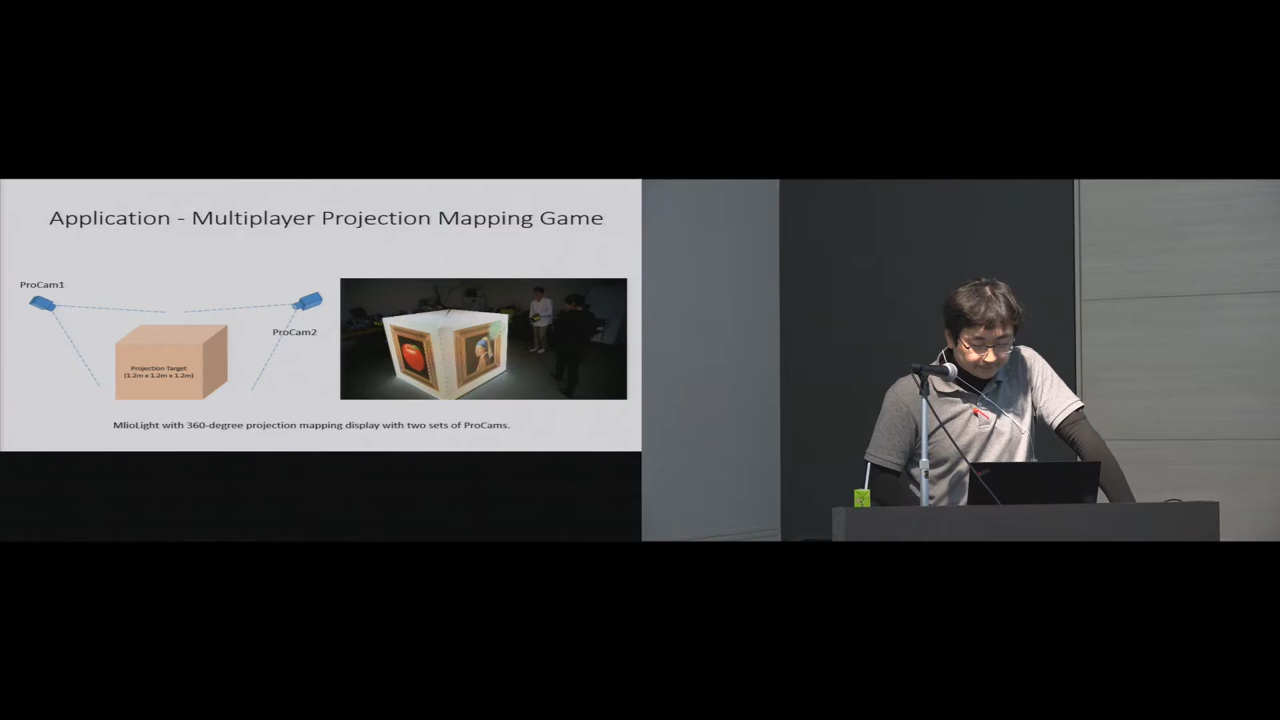 Application - Multiplayer Projection Mapping Game
ProCam1
ProCam2
Projection Target
(1.2m x 1.2m x 1.2m)
MlioLight with 360-degree projection mapping display with two sets of ProCams.